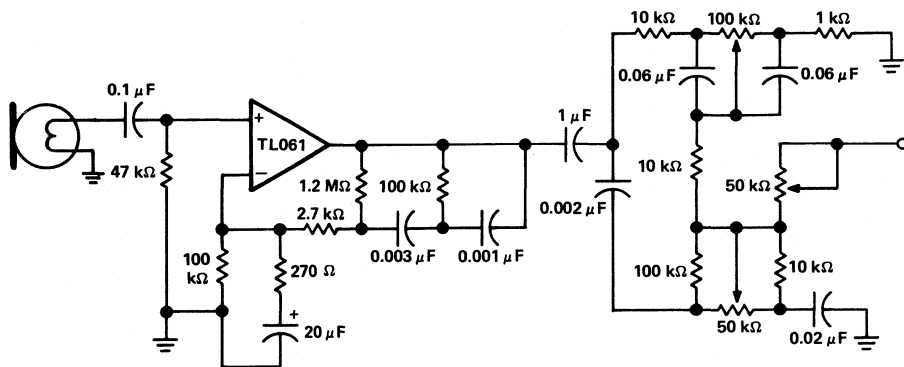 10 kΩ
100 kΩ
1 kΩ
0.06 μF
0.06 μF
0.1 μF
1 μF
+
TL061
−
47 kΩ
1.2 MΩ
100 kΩ
10 kΩ
50 kΩ
0.002 μF
2.7 kΩ
0.003 μF
0.001 μF
100
kΩ
270 Ω
+
20 μF
100 kΩ
10 kΩ
50 kΩ
0.02 μF